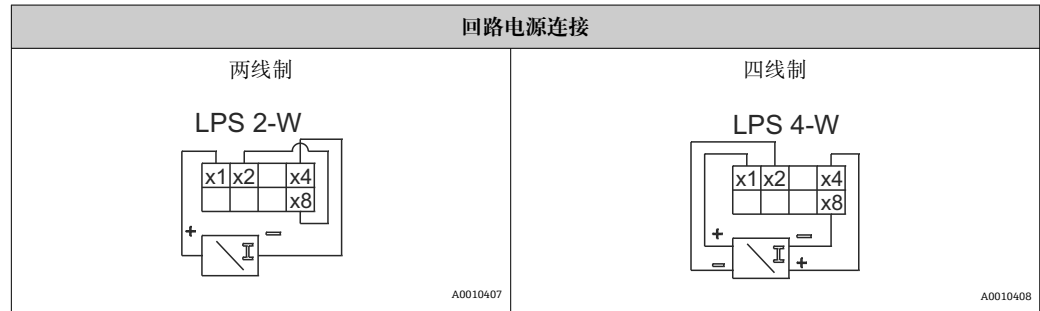 回路电源连接
两线制
四线制
LPS 2-W
x1 x2 x4
x8
+ −
I
A0010407
LPS 4-W
x1 x2 x4
x8
+ −
− I +
A0010408